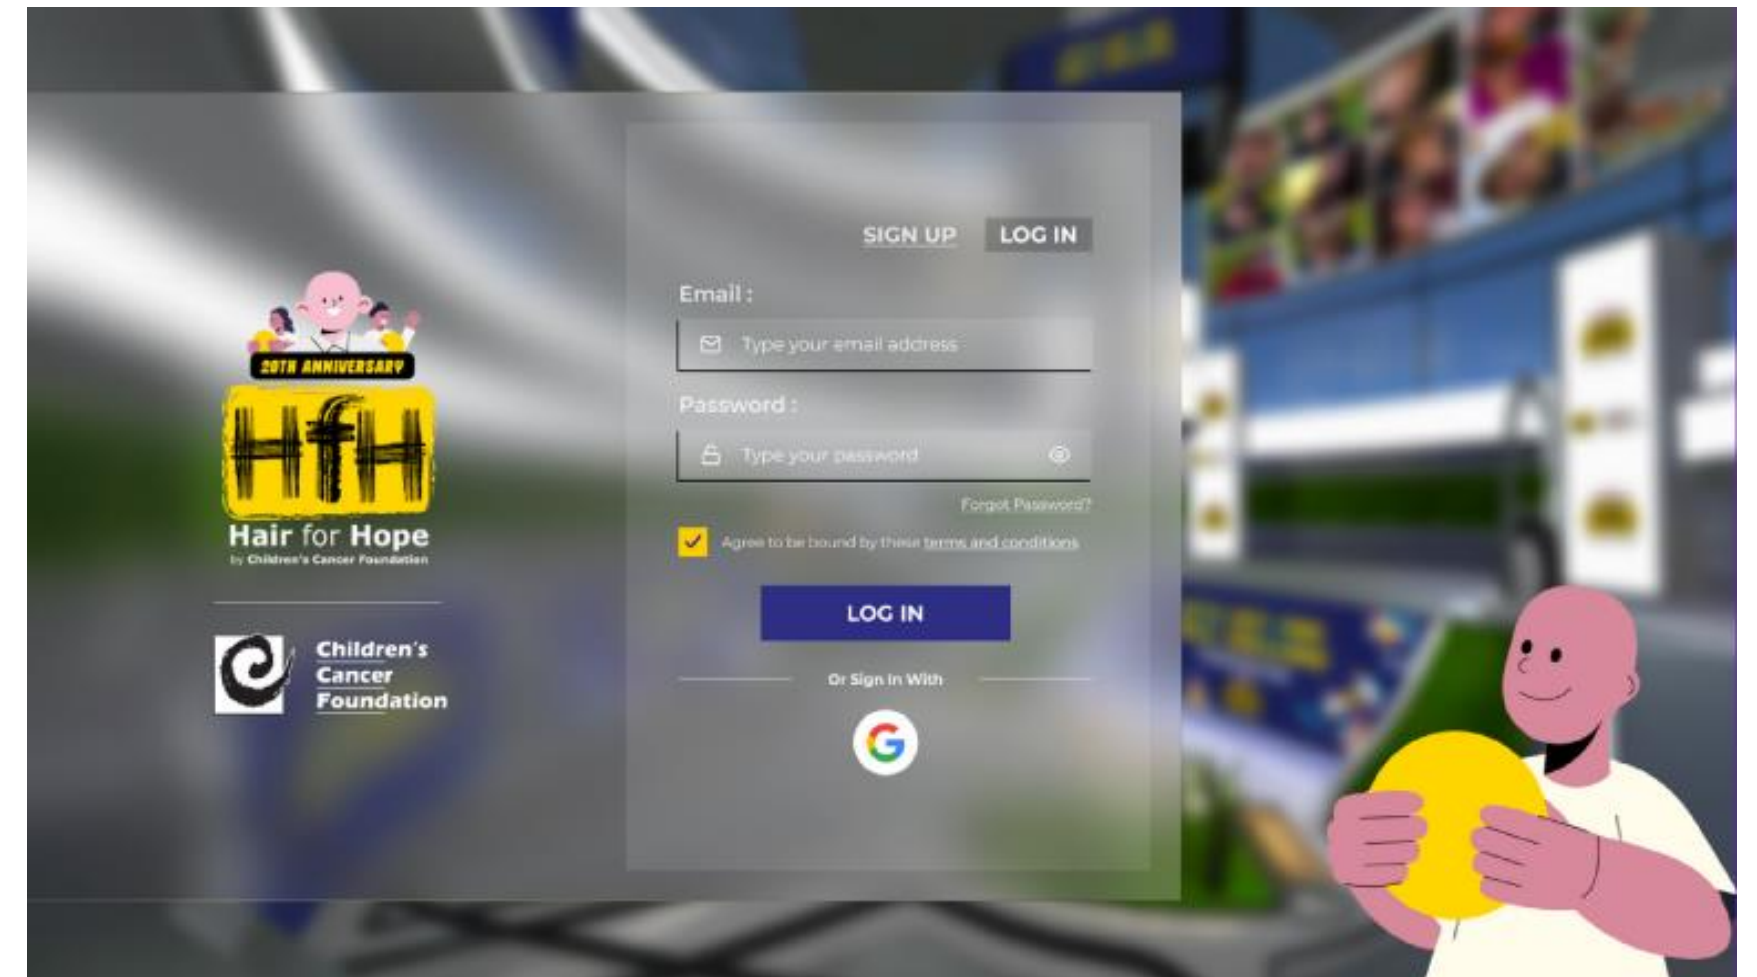 20TH ANNIVERSARY
HfH
Hair for Hope
by Children's Cancer Foundation
Children's
Cancer
Foundation
SIGN UP
LOG IN
Email :
Type your email address
Password :
Type your password
Forgot Password?
Agree to be bound by these terms and conditions
LOG IN
Or Sign In With
G